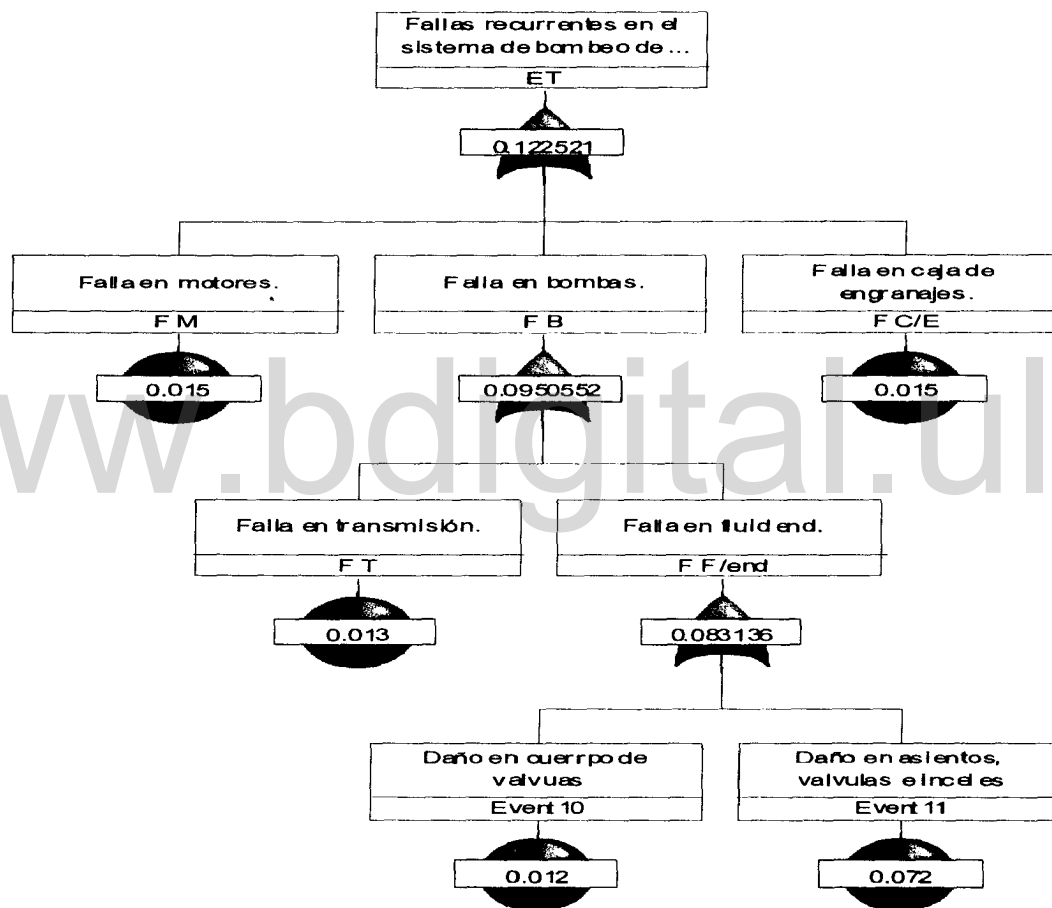 Fallas recurrentes en el
sistema de bombeo de ...
ET
0.122521
Falla en motores.
F M
0.015
Falla en bombas.
F B
0.0950552
Falla en caja de
engranajes.
F C/E
0.015
ww.bdigital.ul
Falla en transmisión.
F T
0.013
Falla en fluid end.
F F/end
0.083136
Daño en cuerrpo de
valvuas
Event 10
0.012
Daño en asientos,
valvulas e inceles
Event 11
0.072